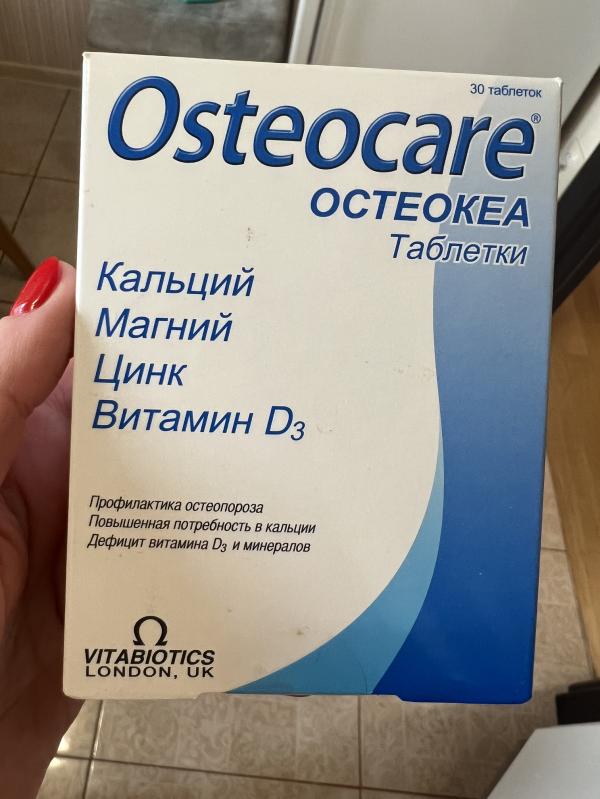 30 таблеток
Osteocare®
ОСТЕОКЕА
Таблетки
Кальций
Магний
Цинк
Витамин D₃
Профилактика остеопороза
Повышенная потребность в кальции
Дефицит витамина D₃ и минералов
VITABIOTICS
LONDON, UK